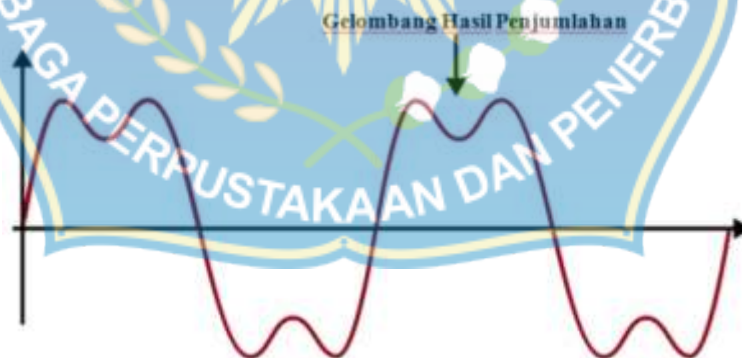 Gelombang Hasil Penjumlahan
BAGA PERPUSTAKAAN DAN PENERB